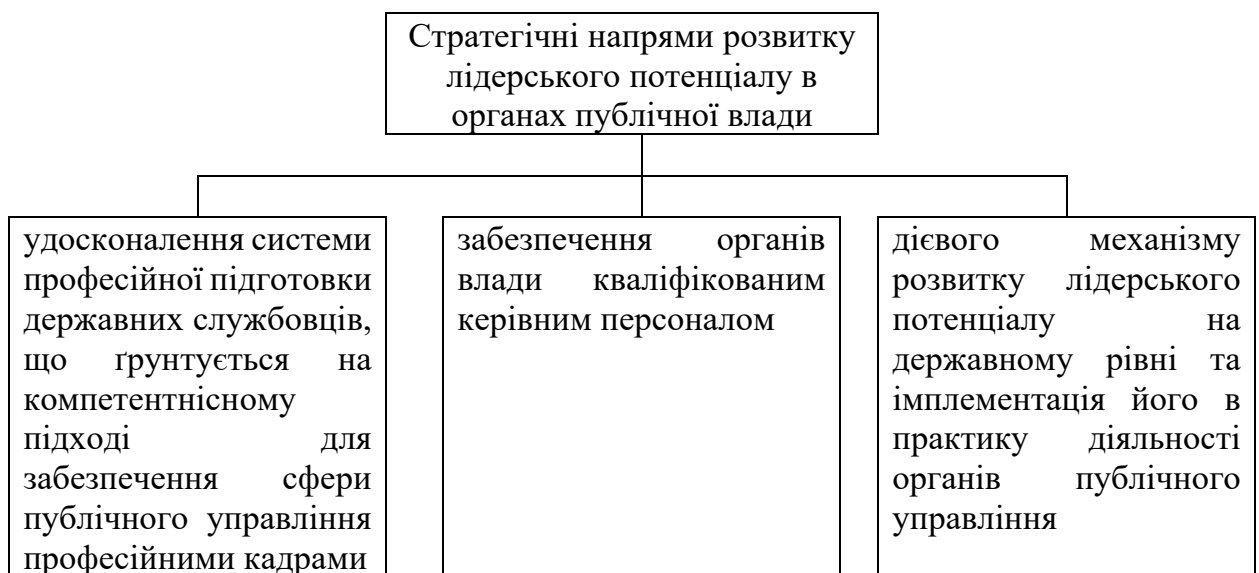 Стратегічні напрями розвитку
лідерського потенціалу в
органах публічної влади
удосконалення системи
професійної підготовки
державних службовців,
що ґрунтується на
компетентнісному
підході для
забезпечення сфери
публічного управління
професійними кадрами
забезпечення органів
влади кваліфікованим
керівним персоналом
дієвого механізму
розвитку лідерського
потенціалу на
державному рівні та
імплементація його в
практику діяльності
органів публічного
управління